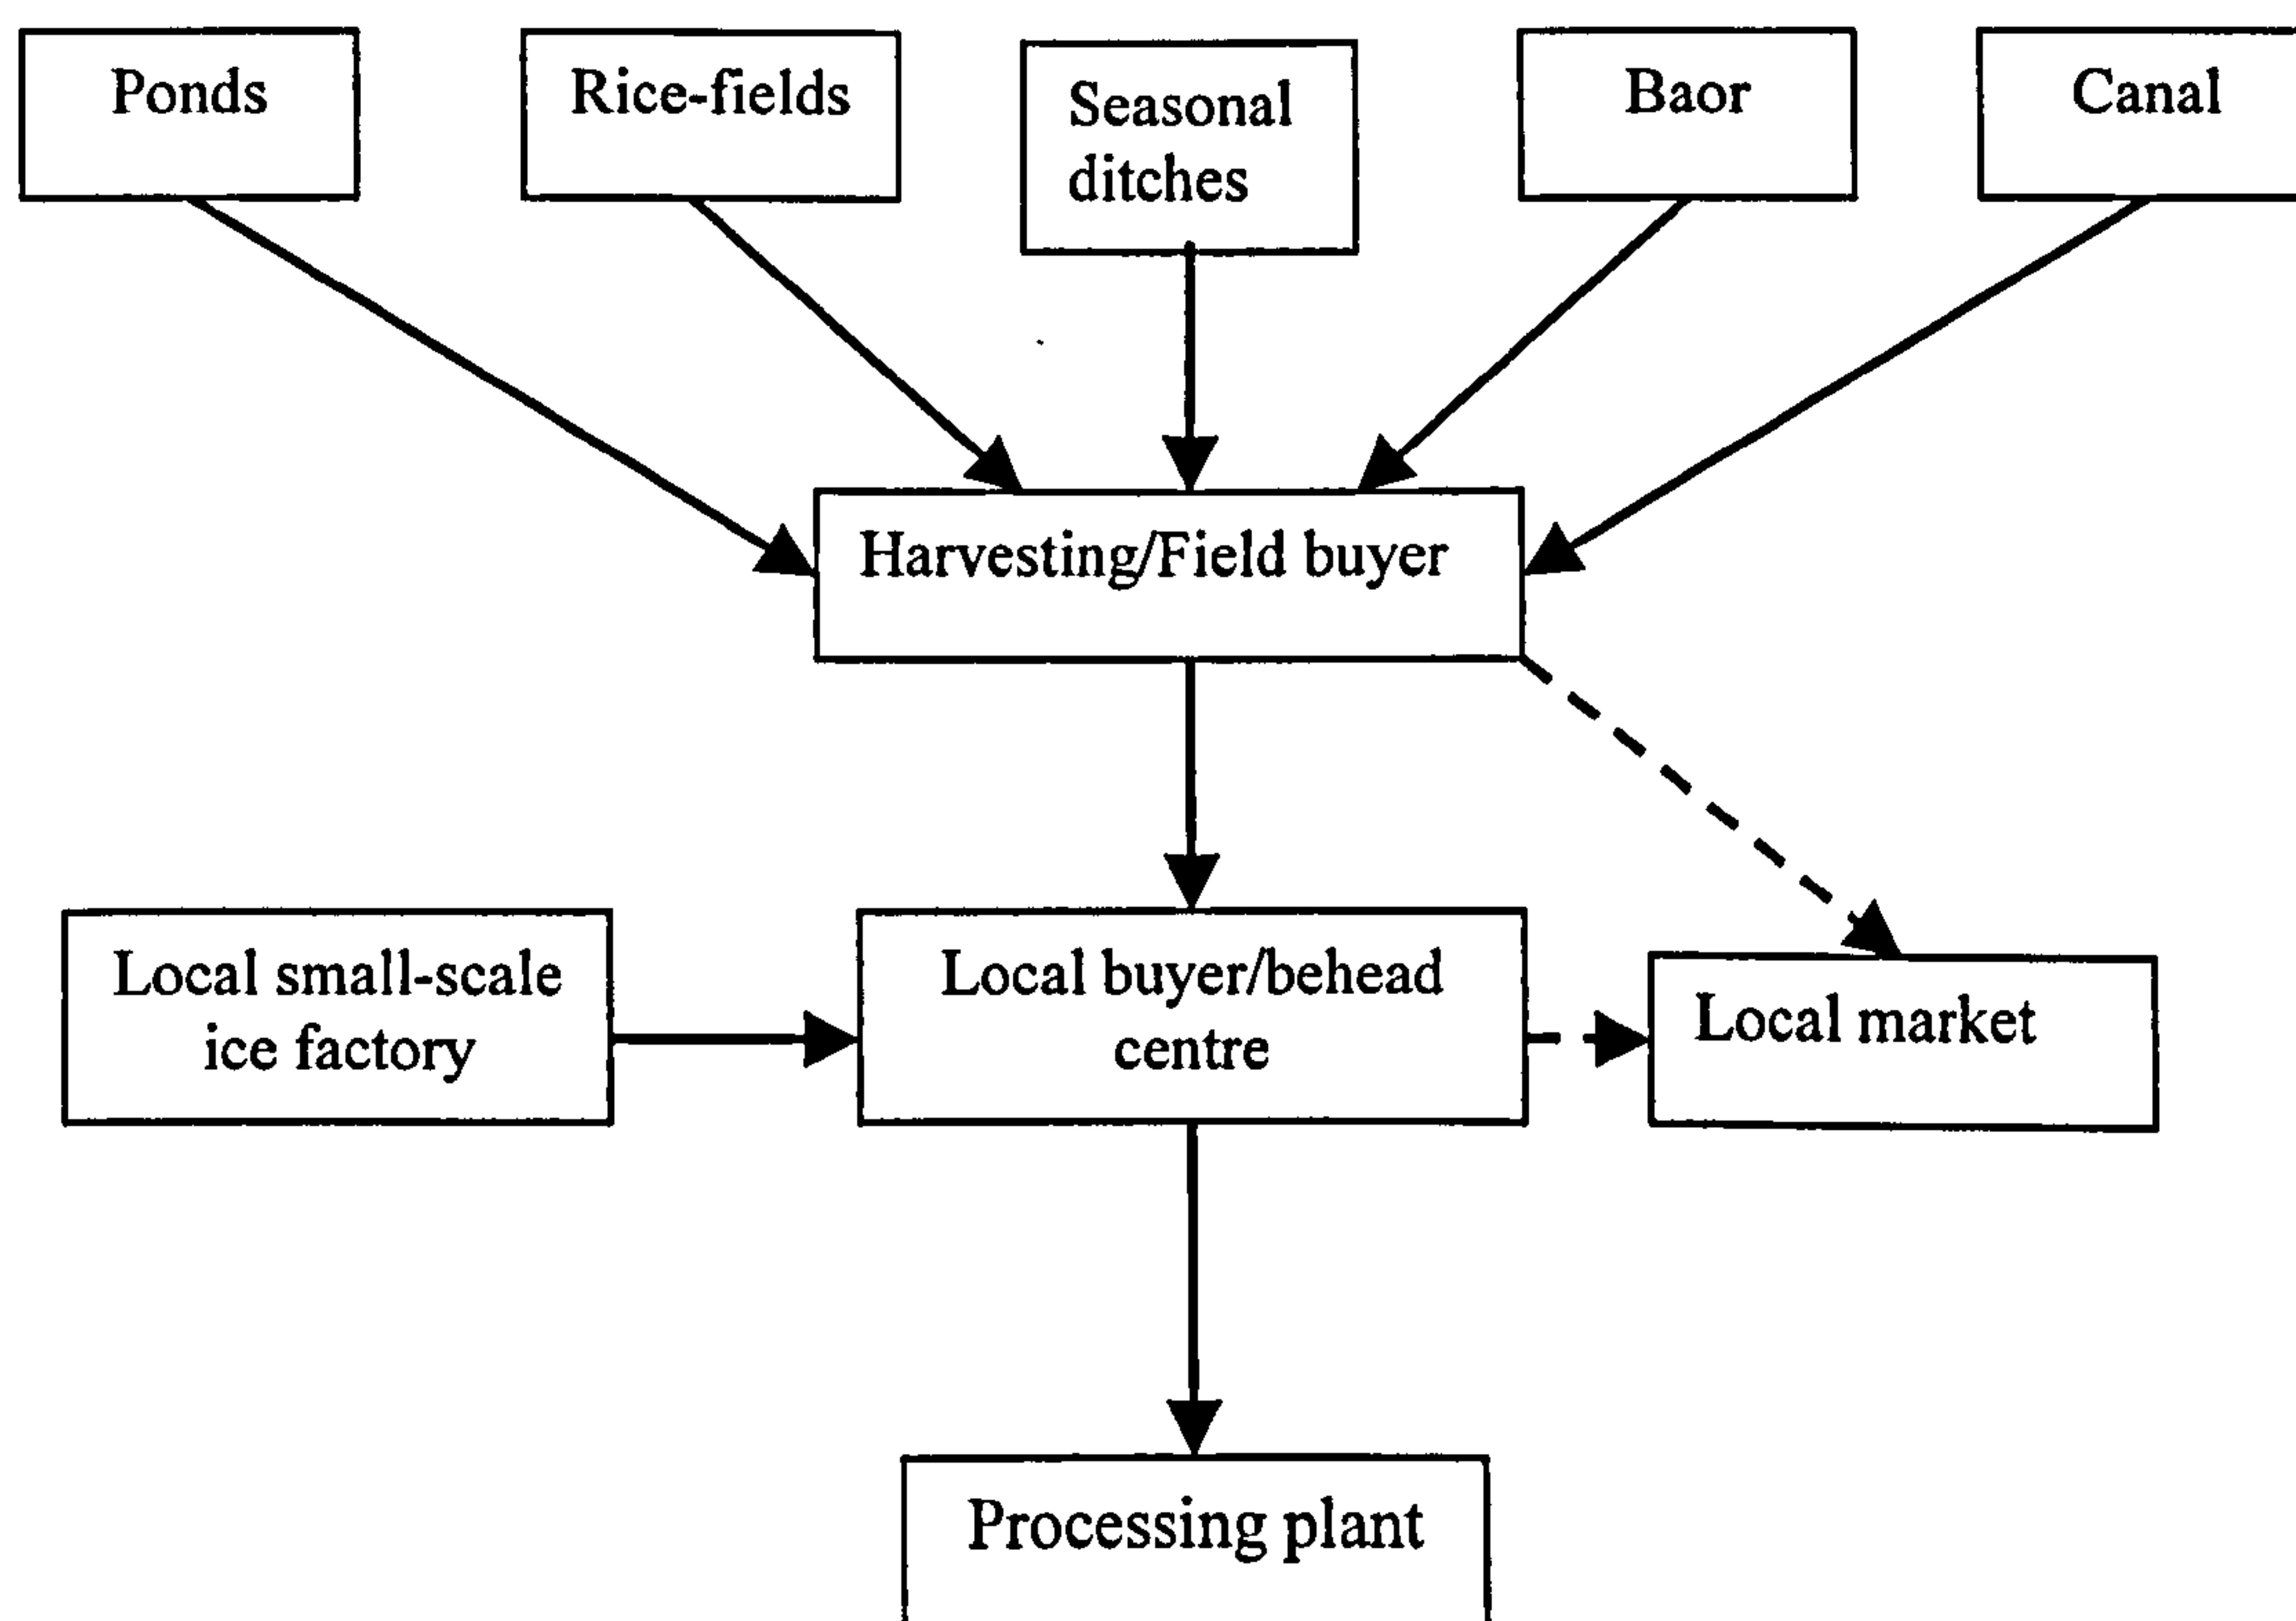 Ponds
Rice-fields
Seasonal
ditches
Baor
Canal
Harvesting/Field buyer
Local small-scale
ice factory
Local buyer/behead
centre
Local market
Processing plant